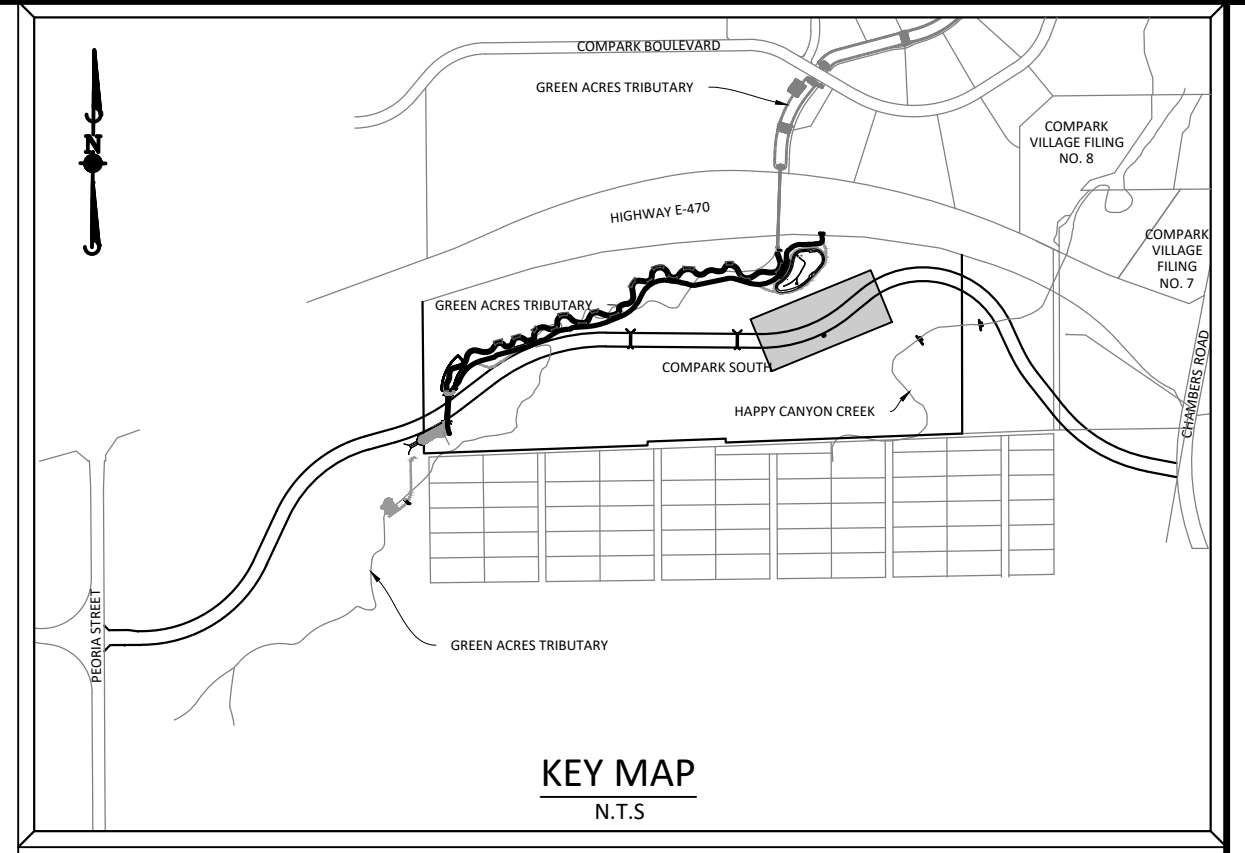 COMPARK BOULEVARD
GREEN ACRES TRIBUTARY
N
COMPARK
VILLAGE FILING
NO. 8
HIGHWAY E-470
COMPARK
VILLAGE
FILING
NO. 7
GREEN ACRES TRIBUTARY
COMPARK SOUTH
CHAMBERS ROAD
HAPPY CANYON CREEK
PEORIA STREET
GREEN ACRES TRIBUTARY
KEY MAP
N.T.S